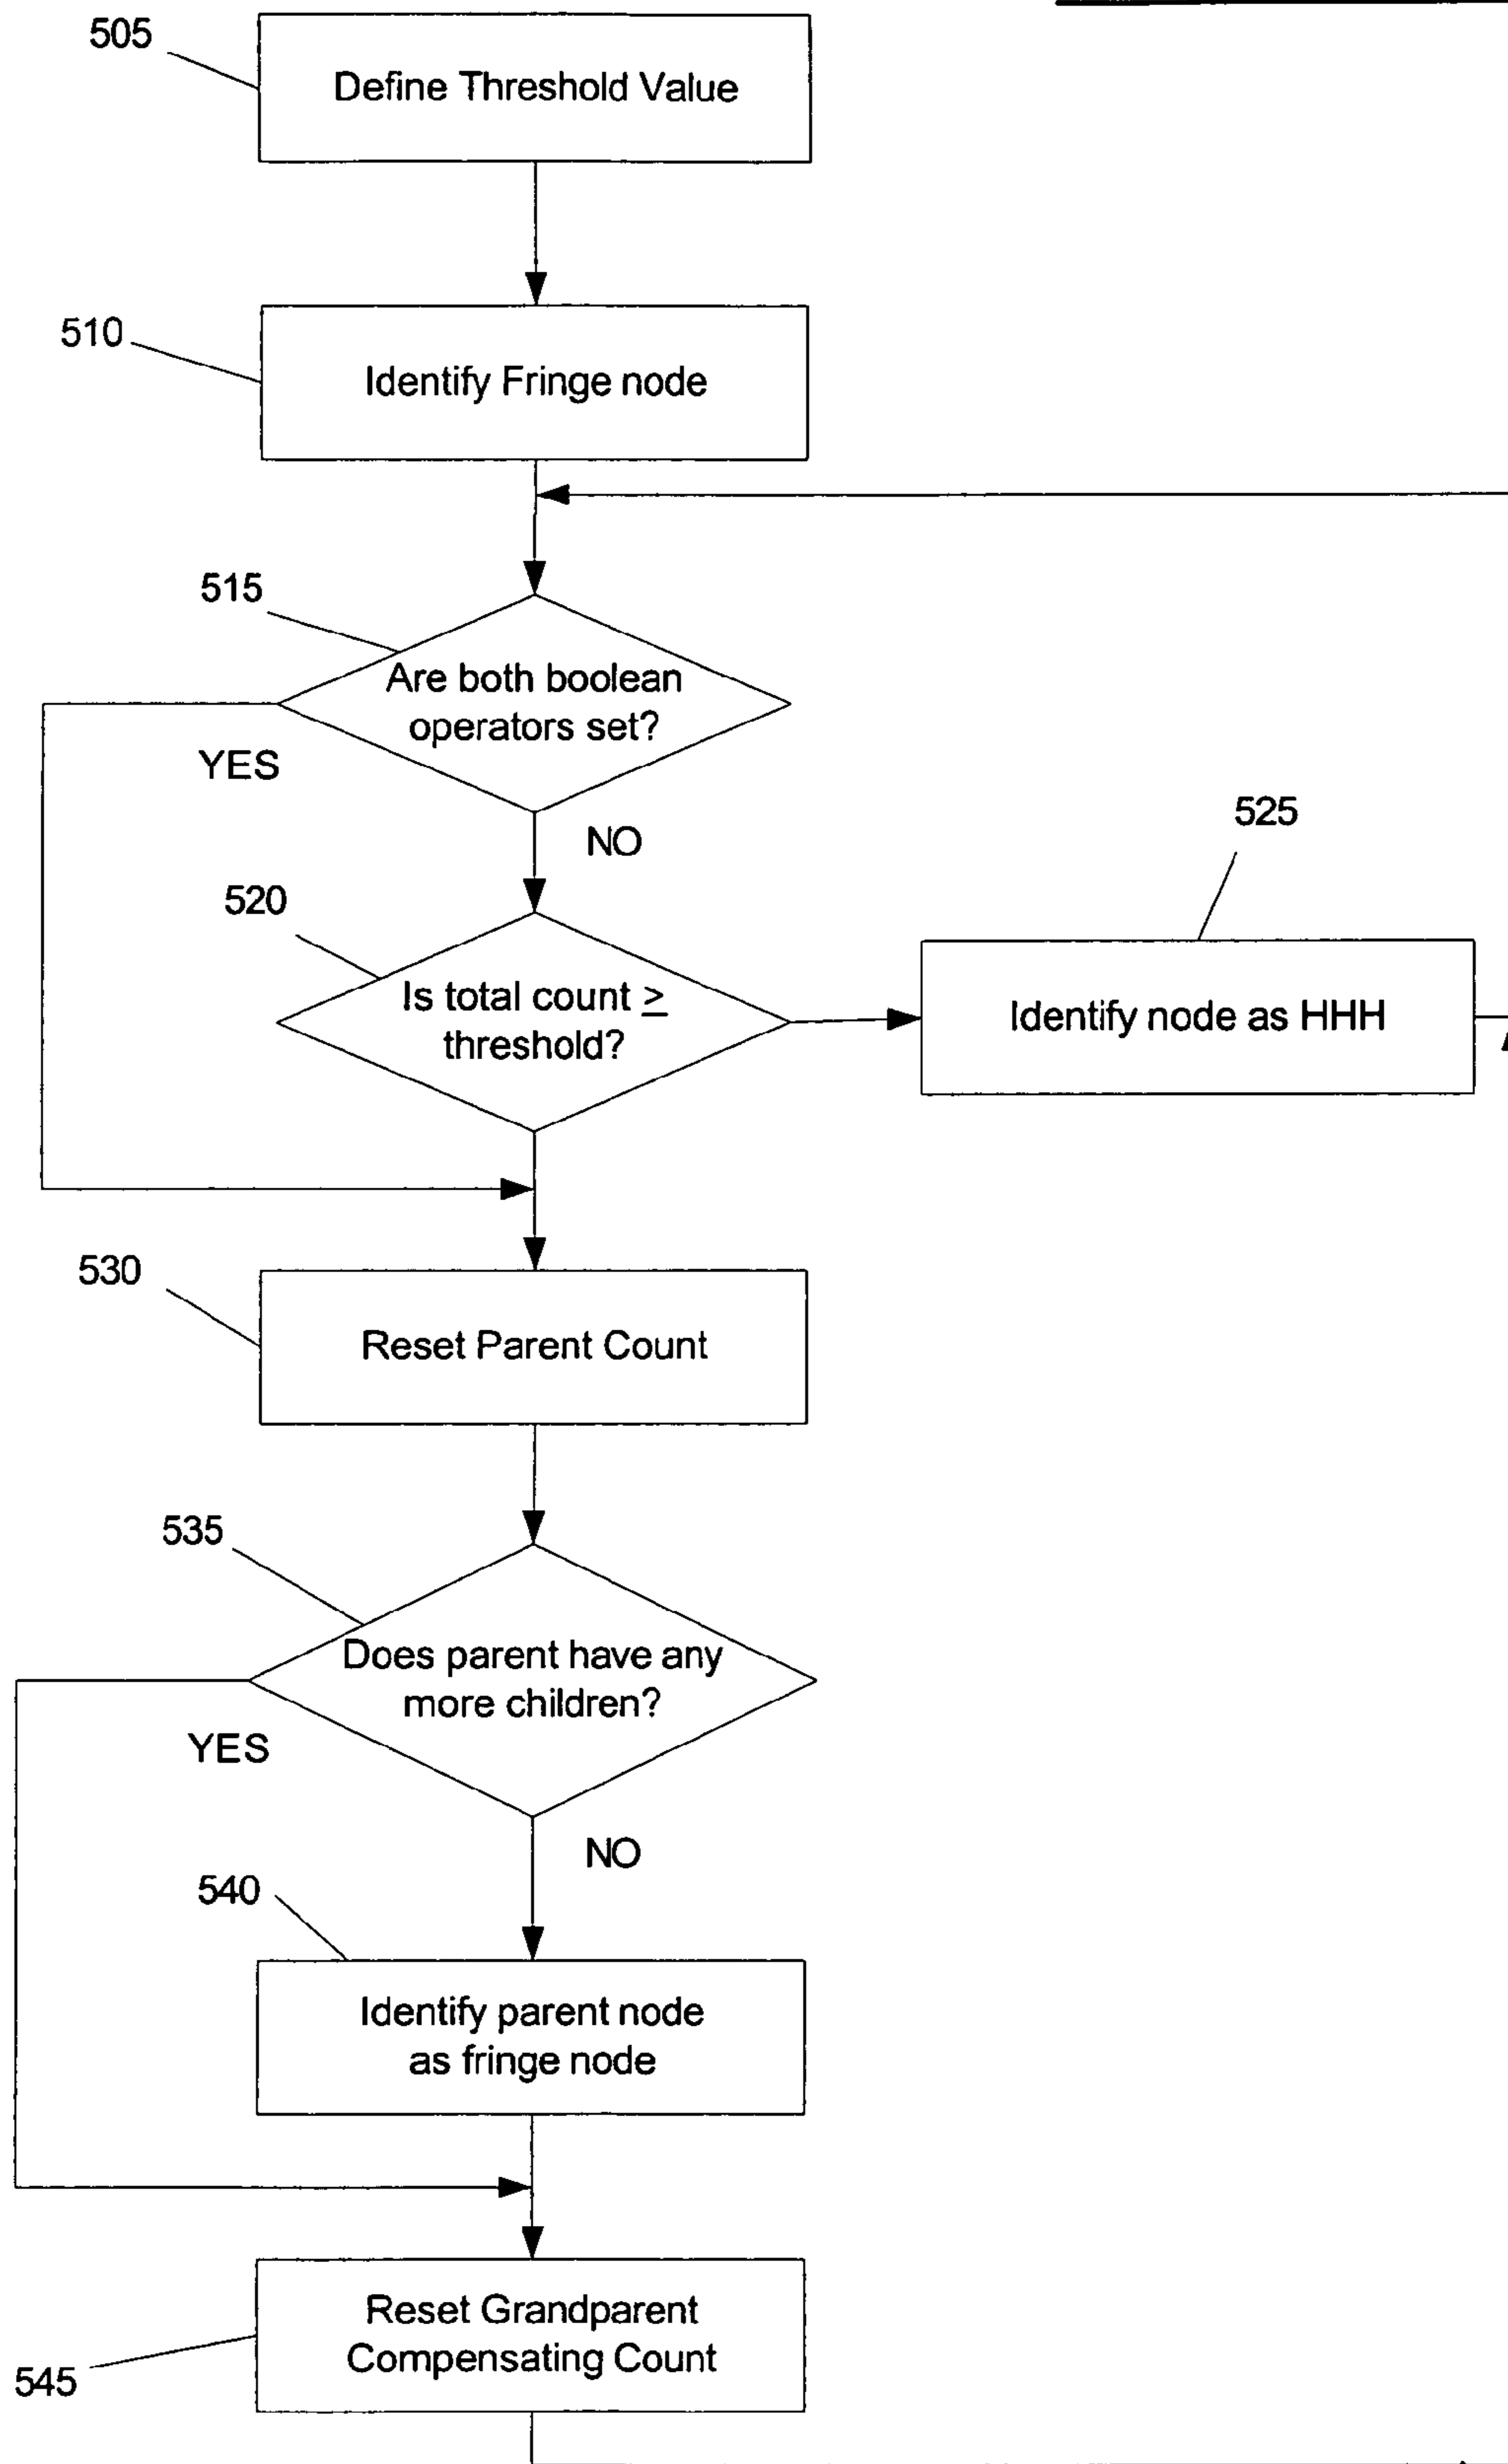 505
Define Threshold Value
510
Identify Fringe node
515
Are both boolean
operators set?
YES
NO
525
520
Is total count ≥
threshold?
Identify node as HHH
530
Reset Parent Count
535
Does parent have any
more children?
YES
NO
540
Identify parent node
as fringe node
Reset Grandparent
Compensating Count
545